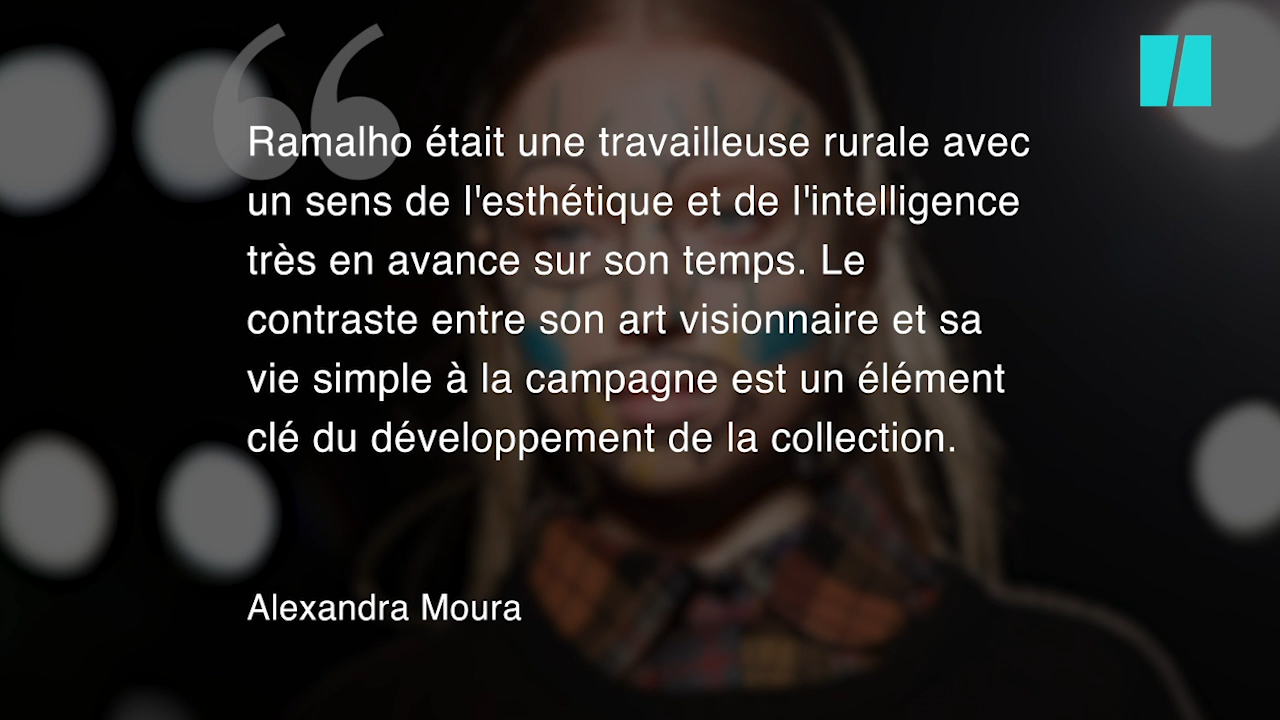 Ramalho était une travailleuse rurale avec
un sens de l'esthétique et de l'intelligence
très en avance sur son temps. Le
contraste entre son art visionnaire et sa
vie simple à la campagne est un élément
clé du développement de la collection.
Alexandra Moura